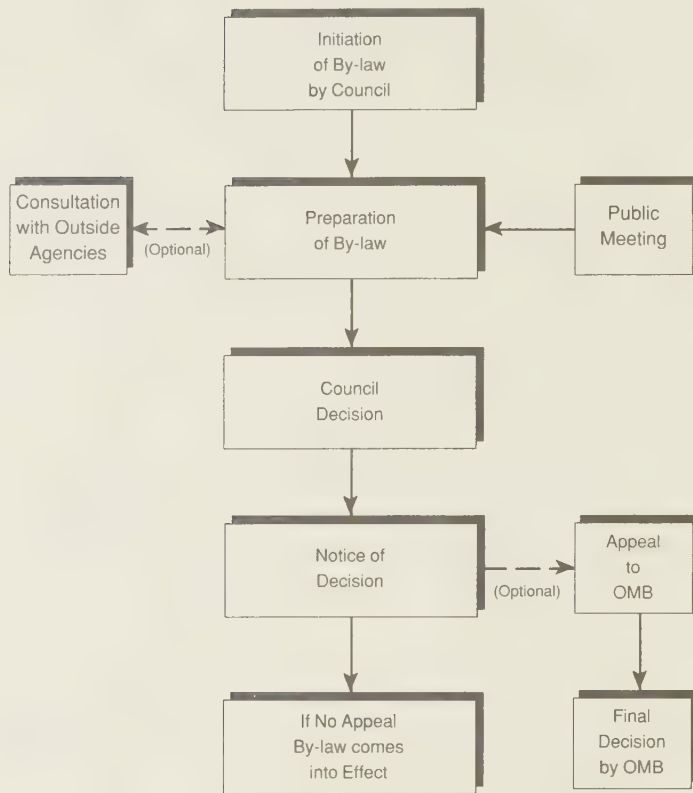 Initiation
of By-law
by Council
Consultation
with Outside
Agencies
(Optional)
Preparation
of By-law
Public
Meeting
Council
Decision
Notice of
Decision
(Optional)
Appeal
to
OMB
If No Appeal
By-law comes
into Effect
Final
Decision
by OMB